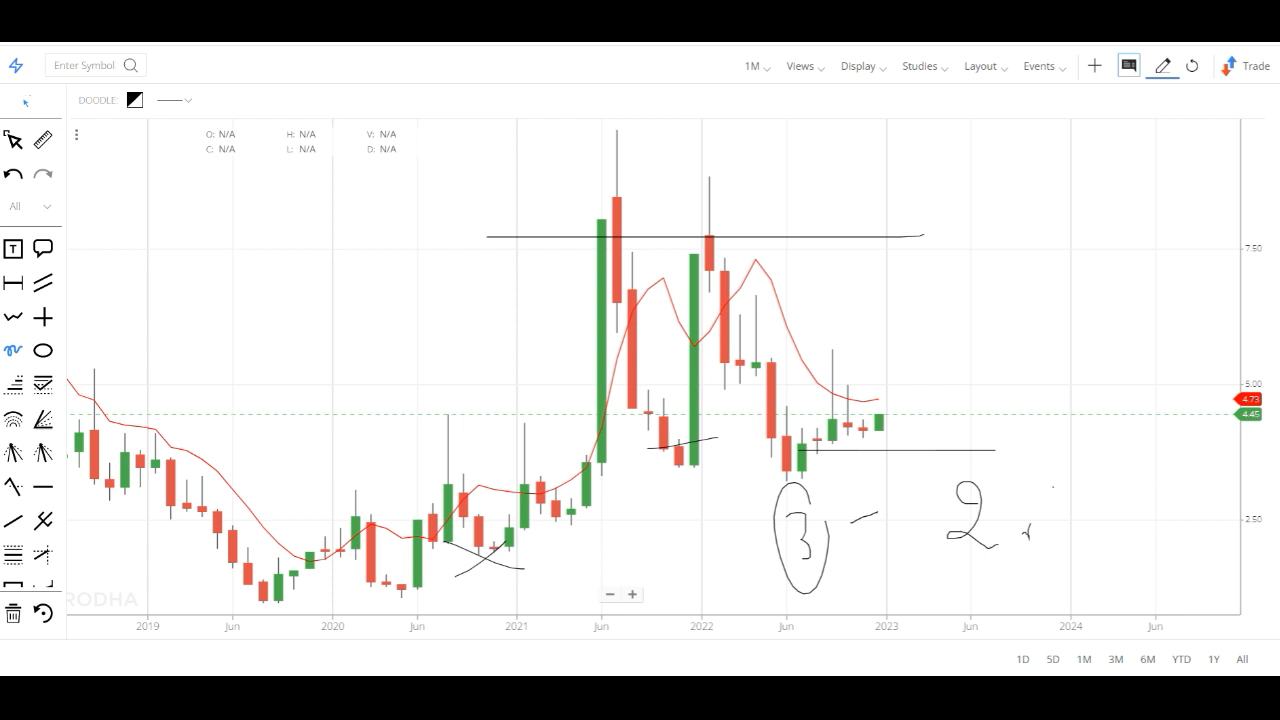 Enter Symbol 1M Views Display Studies Layout Events Trade
DOODLE:
O: N/A H: N/A V: N/A
C: N/A L: N/A D: N/A
All
T
7.50
5.00
4.73
4.45
2.50
3
2
RODHA
2019 Jun 2020 Jun 2021 Jun 2022 Jun 2023 Jun 2024 Jun
1D 5D 1M 3M 6M YTD 1Y All